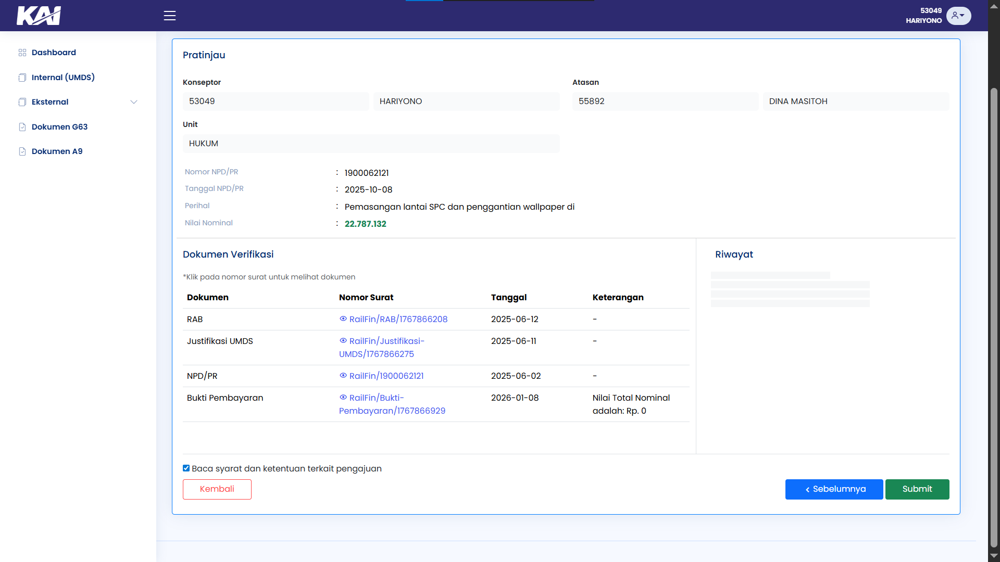 KAI
53049
HARIYONO
Dashboard
Internal (UMDS)
Eksternal
Dokumen G63
Dokumen A9
Pratinjau
Konseptor
Atasan
53049
HARIYONO
55892
DINA MASITOH
Unit
HUKUM
Nomor NPD/PR : 1900062121
Tanggal NPD/PR : 2025-10-08
Perihal : Pemasangan lantai SPC dan penggantian wallpaper di
Nilai Nominal : 22.787.132
Dokumen Verifikasi
Riwayat
*Klik pada nomor surat untuk melihat dokumen
Dokumen Nomor Surat Tanggal Keterangan
RAB RailFin/RAB/1767866208 2025-06-12 -
Justifikasi UMDS RailFin/Justifikasi- 2025-06-11 -
UMDS/1767866275
NPD/PR RailFin/1900062121 2025-06-02 -
Bukti Pembayaran RailFin/Bukti- 2026-01-08 Nilai Total Nominal
Pembayaran/1767866929 adalah: Rp. 0
Baca syarat dan ketentuan terkait pengajuan
Kembali
Sebelumnya
Submit